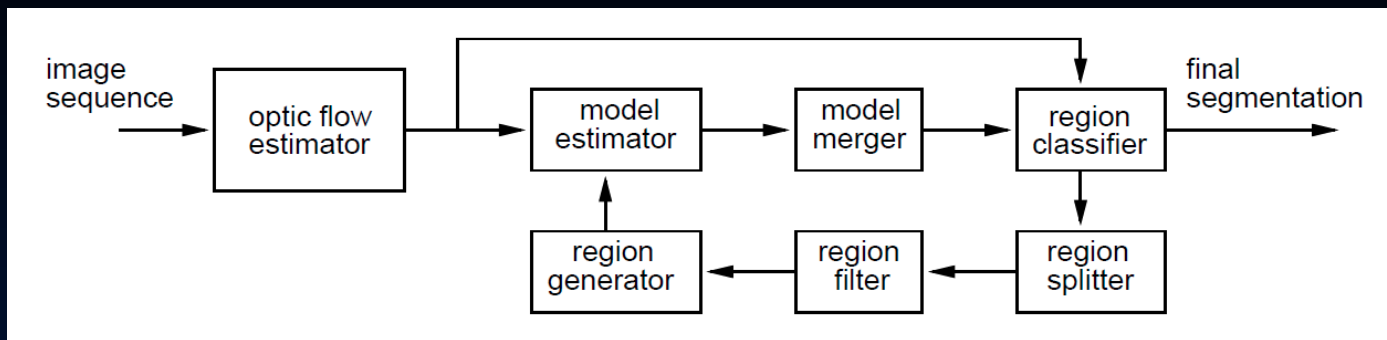 image
sequence
optic flow
estimator
model
estimator
model
merger
region
classifier
final
segmentation
region
generator
region
filter
region
splitter